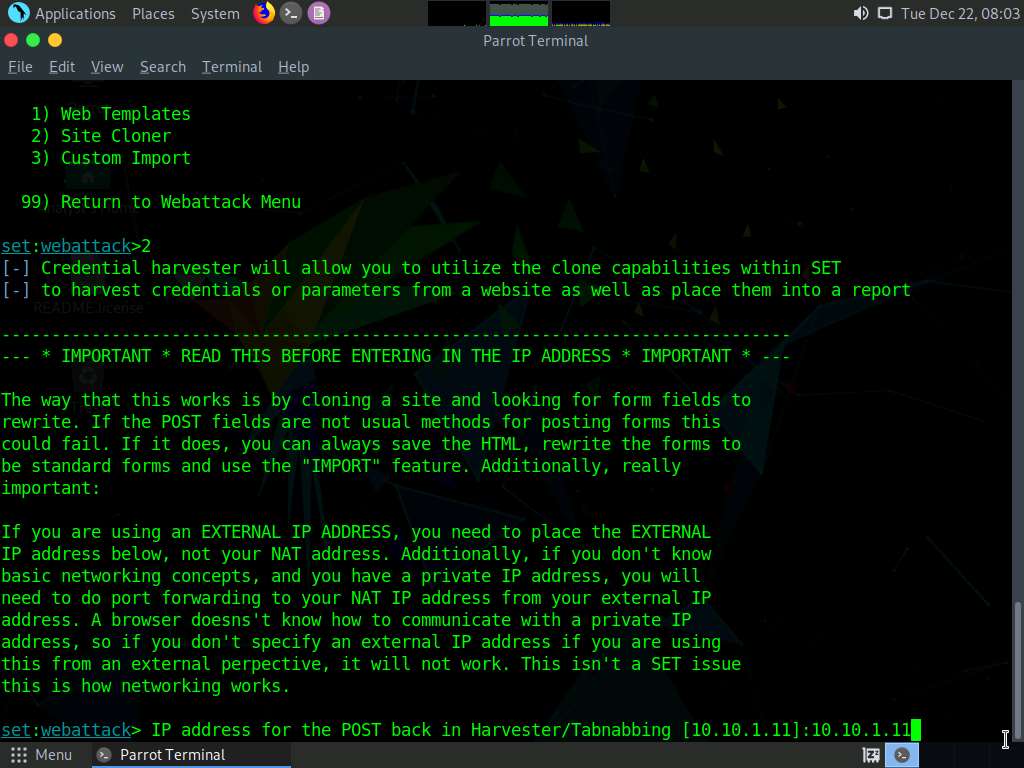 Applications Places System Tue Dec 22, 08:03
Parrot Terminal
File Edit View Search Terminal Help
1) Web Templates
2) Site Cloner
3) Custom Import
99) Return to Webattack Menu
set:webattack>2
[-] Credential harvester will allow you to utilize the clone capabilities within SET
[-] to harvest credentials or parameters from a website as well as place them into a report
README.license
-------------------------------------------------------------------------------
--- * IMPORTANT * READ THIS BEFORE ENTERING IN THE IP ADDRESS * IMPORTANT * ---
The way that this works is by cloning a site and looking for form fields to
rewrite. If the POST fields are not usual methods for posting forms this
could fail. If it does, you can always save the HTML, rewrite the forms to
be standard forms and use the "IMPORT" feature. Additionally, really
important:
If you are using an EXTERNAL IP ADDRESS, you need to place the EXTERNAL
IP address below, not your NAT address. Additionally, if you don't know
basic networking concepts, and you have a private IP address, you will
need to do port forwarding to your NAT IP address from your external IP
address. A browser doesns't know how to communicate with a private IP
address, so if you don't specify an external IP address if you are using
this from an external perpective, it will not work. This isn't a SET issue
this is how networking works.
set:webattack> IP address for the POST back in Harvester/Tabnabbing [10.10.1.11]:10.10.1.11
Menu Parrot Terminal